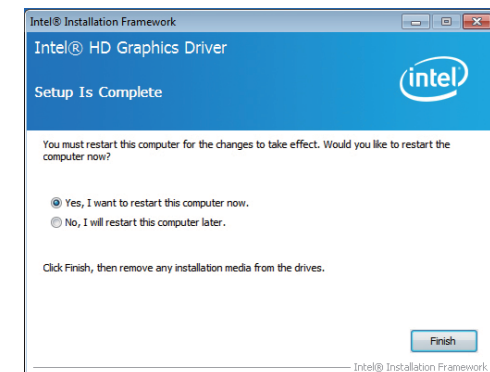 Intel® Installation Framework
Intel® HD Graphics Driver
Setup Is Complete
intel
You must restart this computer for the changes to take effect. Would you like to restart the
computer now?
Yes, I want to restart this computer now.
No, I will restart this computer later.
Click Finish, then remove any installation media from the drives.
Finish
Intel® Installation Framework